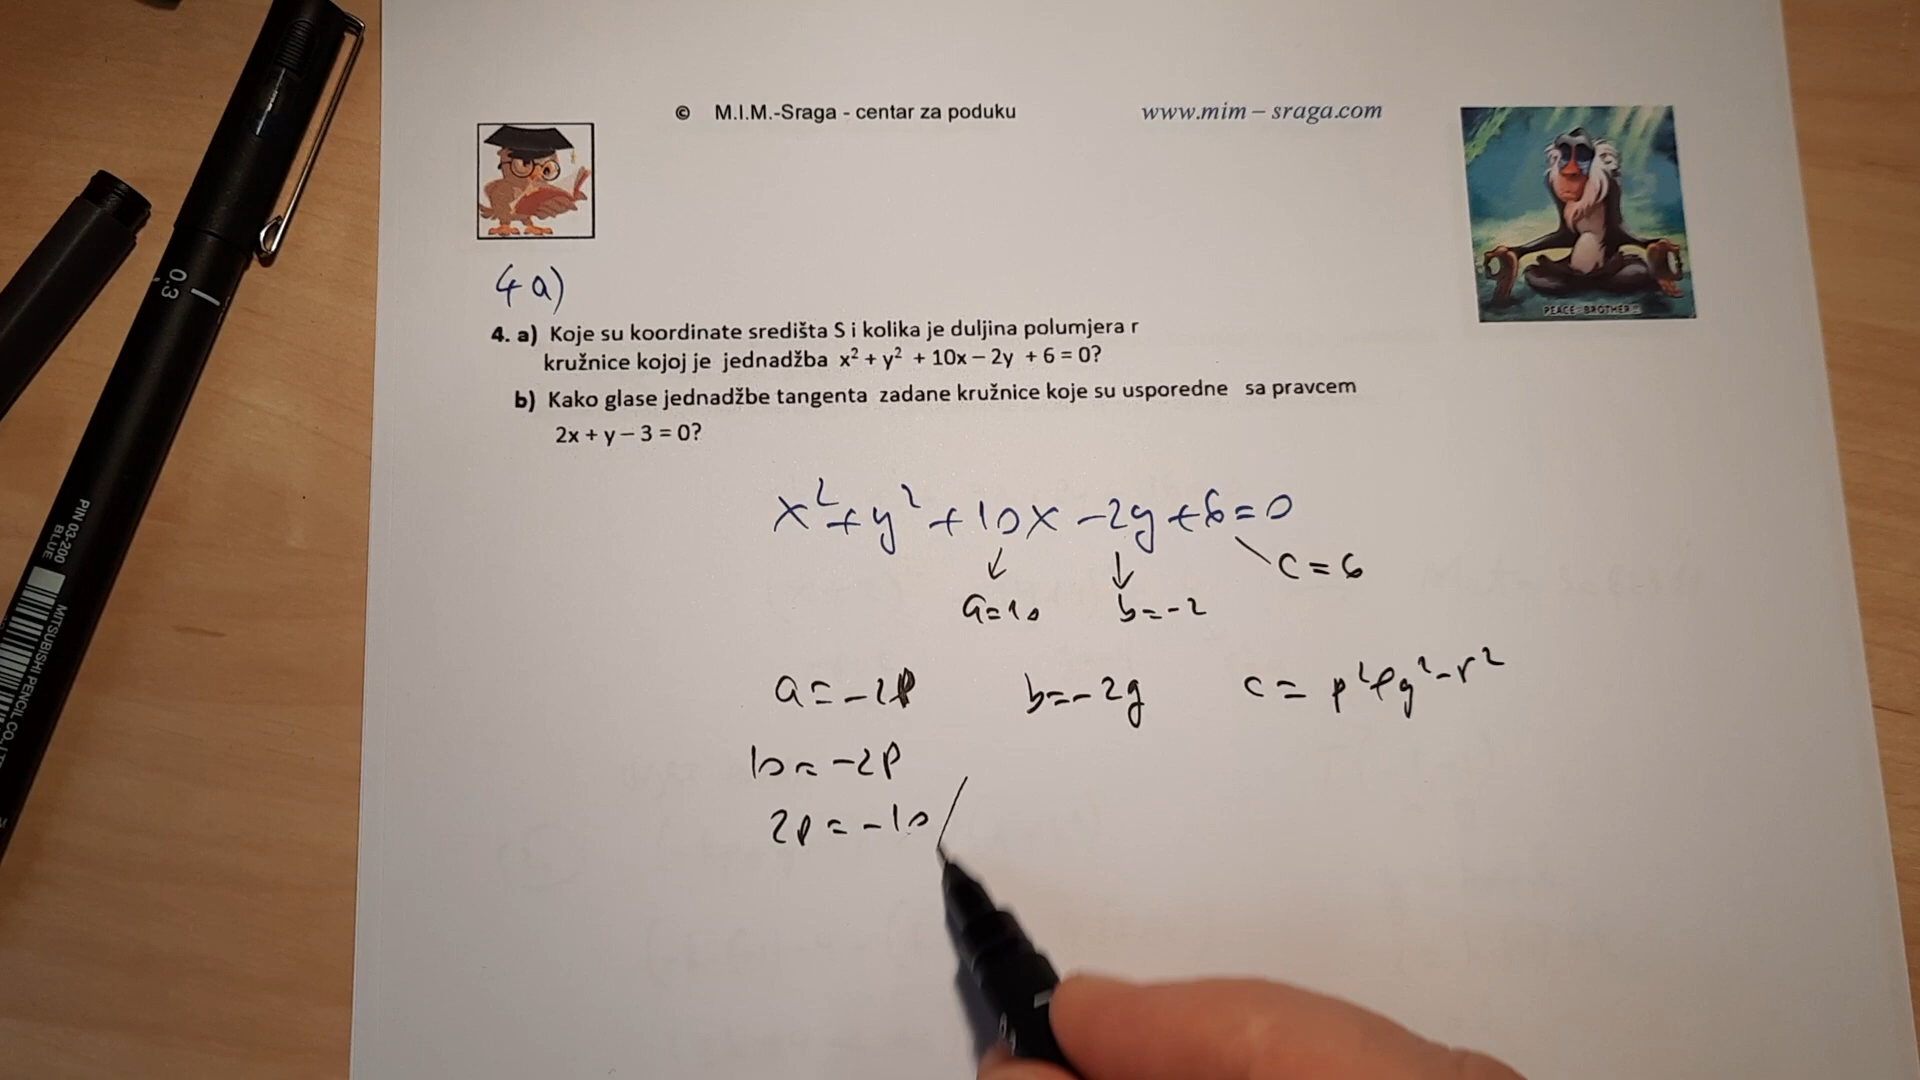 © M.I.M.-Sraga - centar za poduku www.mim – sraga.com
PEACE BROTHER !!
4 a)
4. a) Koje su koordinate središta S i kolika je duljina polumjera r
kružnice kojoj je jednadžba x² + y² + 10x – 2y + 6 = 0?
b) Kako glase jednadžbe tangenta zadane kružnice koje su usporedne sa pravcem
2x + y – 3 = 0?
x² + y² + 10x - 2y + 6 = 0
c = 6
a = 10 b = -2
a = -2p b = -2q c = p² + q² - r²
10 = -2p
2p = -10 /
0.3
PIN 03-200
BLUE
MITSUBISHI PENCIL CO., LT